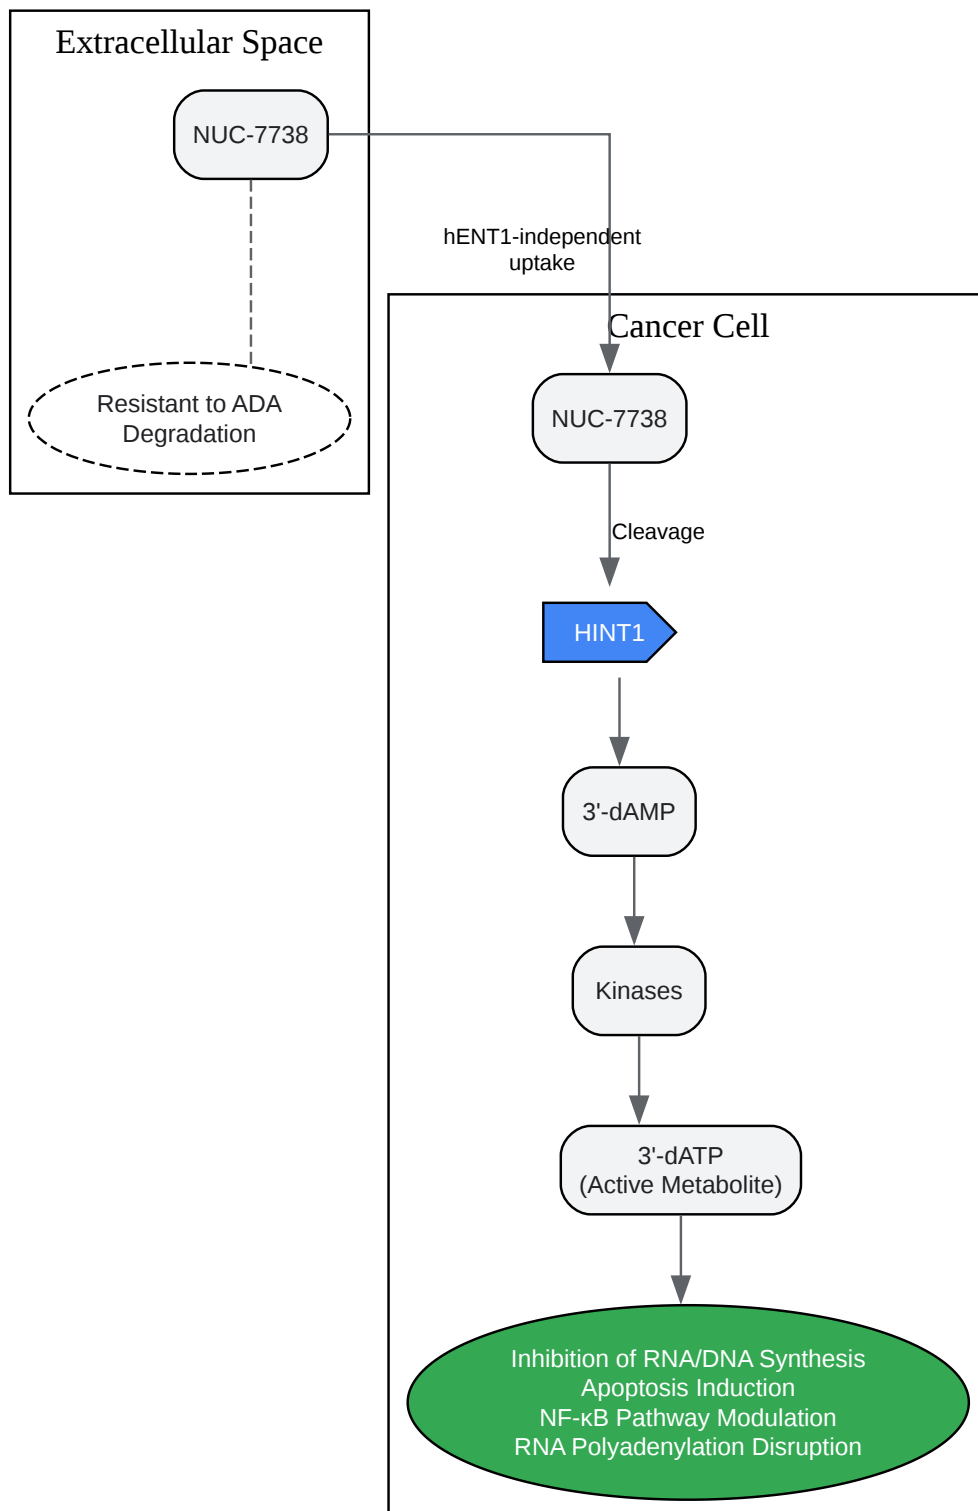 Extracellular Space
NUC-7738
hENT1-independent
uptake
Resistant to ADA
Degradation
Cancer Cell
NUC-7738
Cleavage
HINT1
3'-dAMP
Kinases
3'-dATP
(Active Metabolite)
Inhibition of RNA/DNA Synthesis
Apoptosis Induction
NF-κB Pathway Modulation
RNA Polyadenylation Disruption